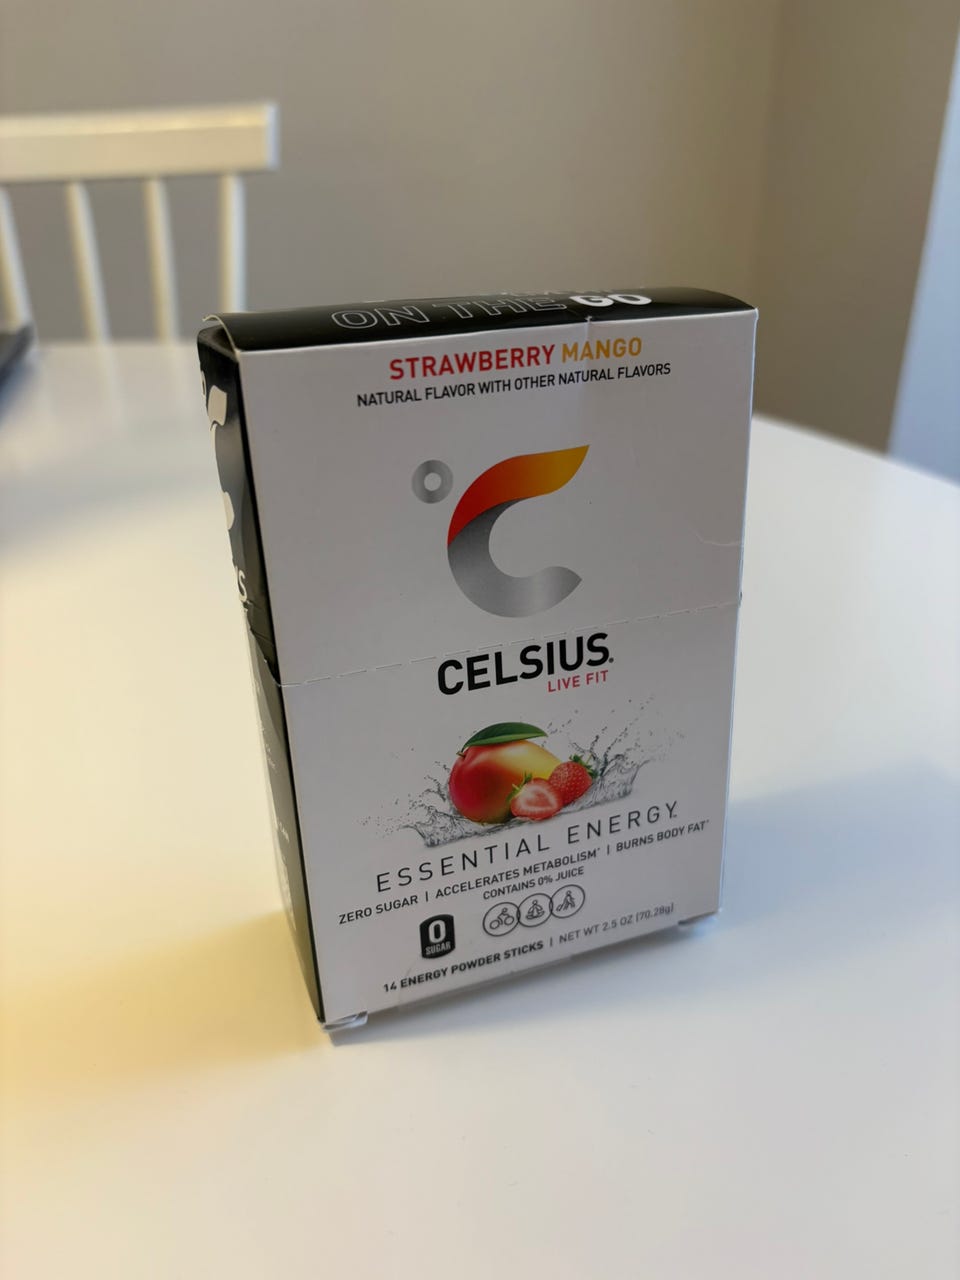 ON THE GO
STRAWBERRY MANGO
NATURAL FLAVOR WITH OTHER NATURAL FLAVORS
CELSIUS®
LIVE FIT
ESSENTIAL ENERGY™
ZERO SUGAR | ACCELERATES METABOLISM* | BURNS BODY FAT*
CONTAINS 0% JUICE
0
SUGAR
14 ENERGY POWDER STICKS | NET WT 2.5 OZ (70.28g)